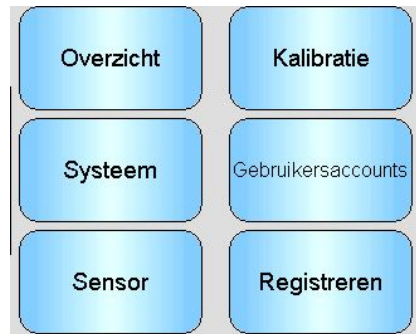 Overzicht
Kalibratie
Systeem
Gebruikersaccounts
Sensor
Registreren